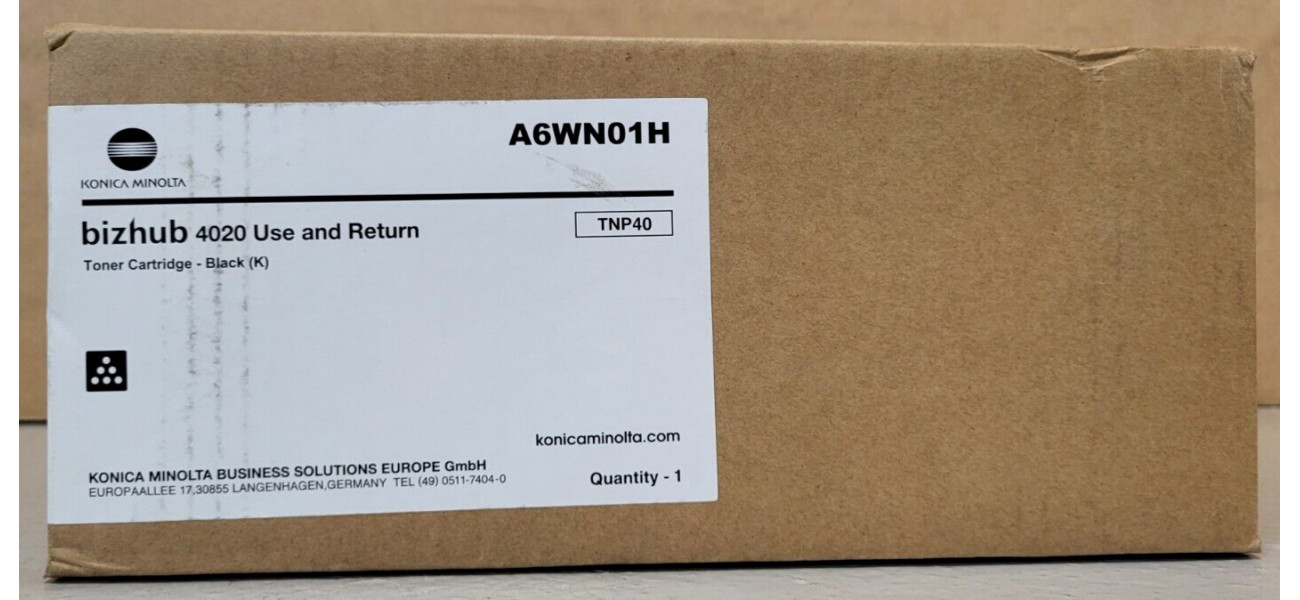 A6WN01H
KONICA MINOLTA
bizhub 4020 Use and Return
TNP40
Toner Cartridge - Black (K)
konicaminolta.com
KONICA MINOLTA BUSINESS SOLUTIONS EUROPE GmbH
EUROPAALLEE 17,30855 LANGENHAGEN,GERMANY TEL (49) 0511-7404-0
Quantity - 1